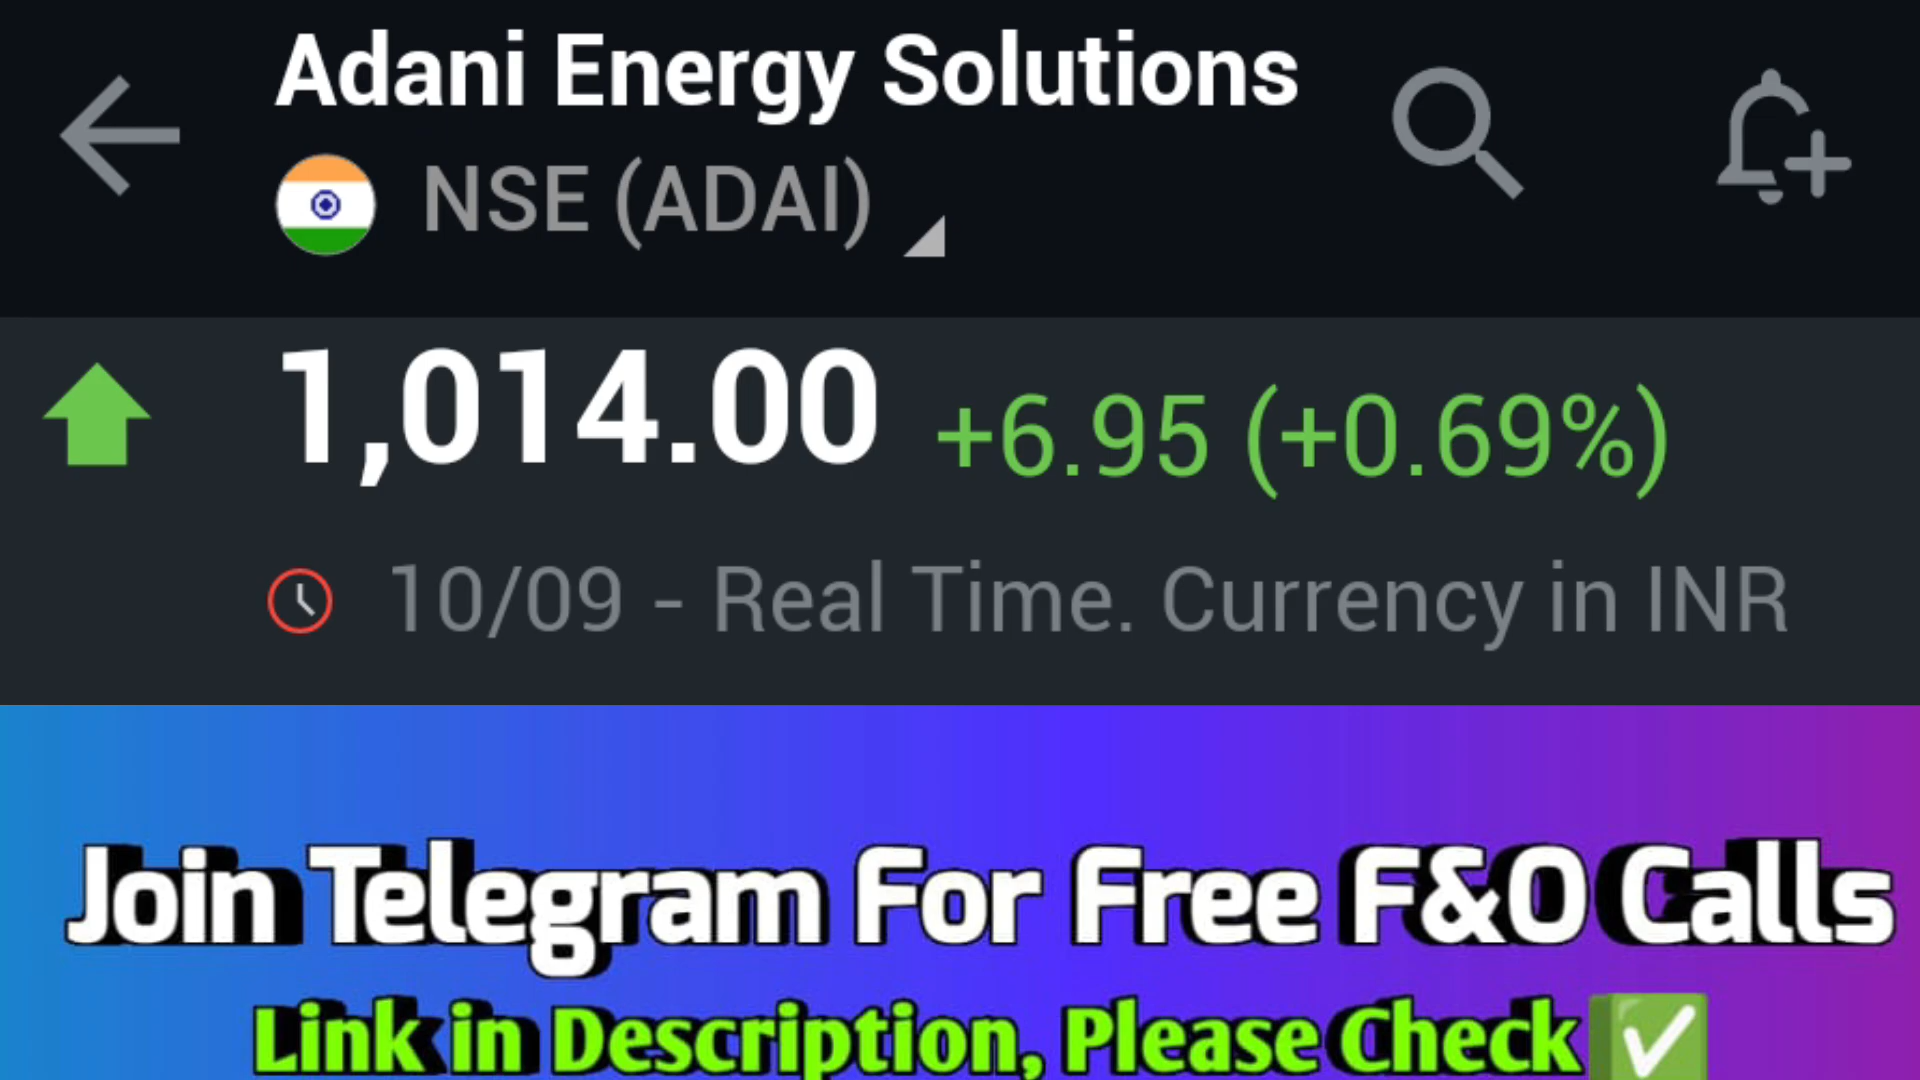 Adani Energy Solutions
NSE (ADAI)
1,014.00 +6.95 (+0.69%)
10/09 - Real Time. Currency in INR
Join Telegram For Free F&O Calls
Link in Description, Please Check ✅